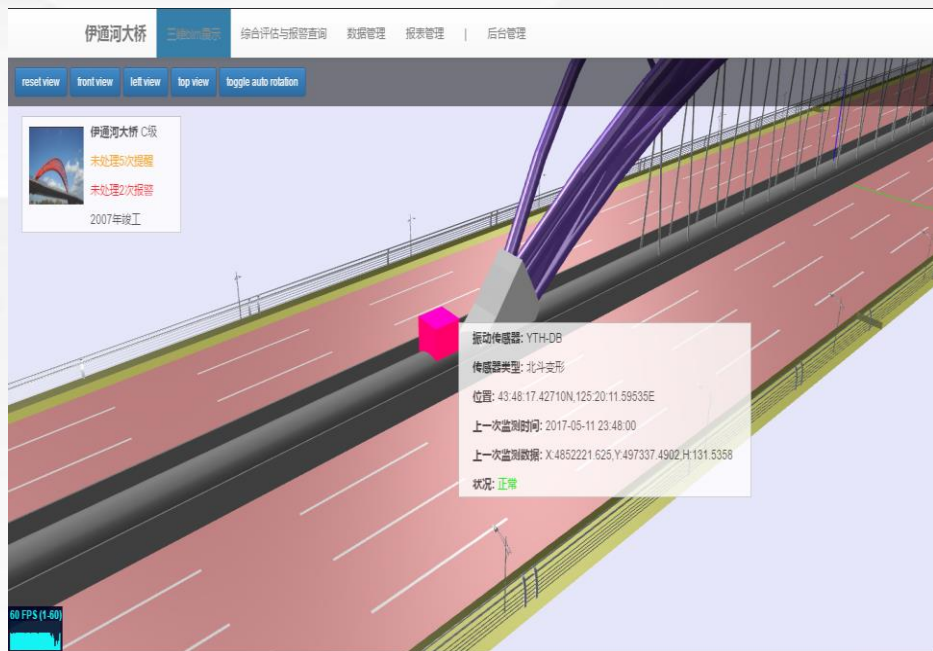 伊通河大桥
三维bim展示
综合评估与报警查询
数据管理
报表管理
|
后台管理
reset view
front view
left view
top view
toggle auto rotation
伊通河大桥 C级
未处理5次提醒
未处理2次报警
2007年竣工
振动传感器: YTH-DB
传感器类型: 北斗变形
位置: 43:48:17.42710N,125:20:11.59535E
上一次监测时间: 2017-05-11 23:48:00
上一次监测数据: X:4852221.625,Y:497337.4902,H:131.5358
状况: 正常
60 FPS (1-60)